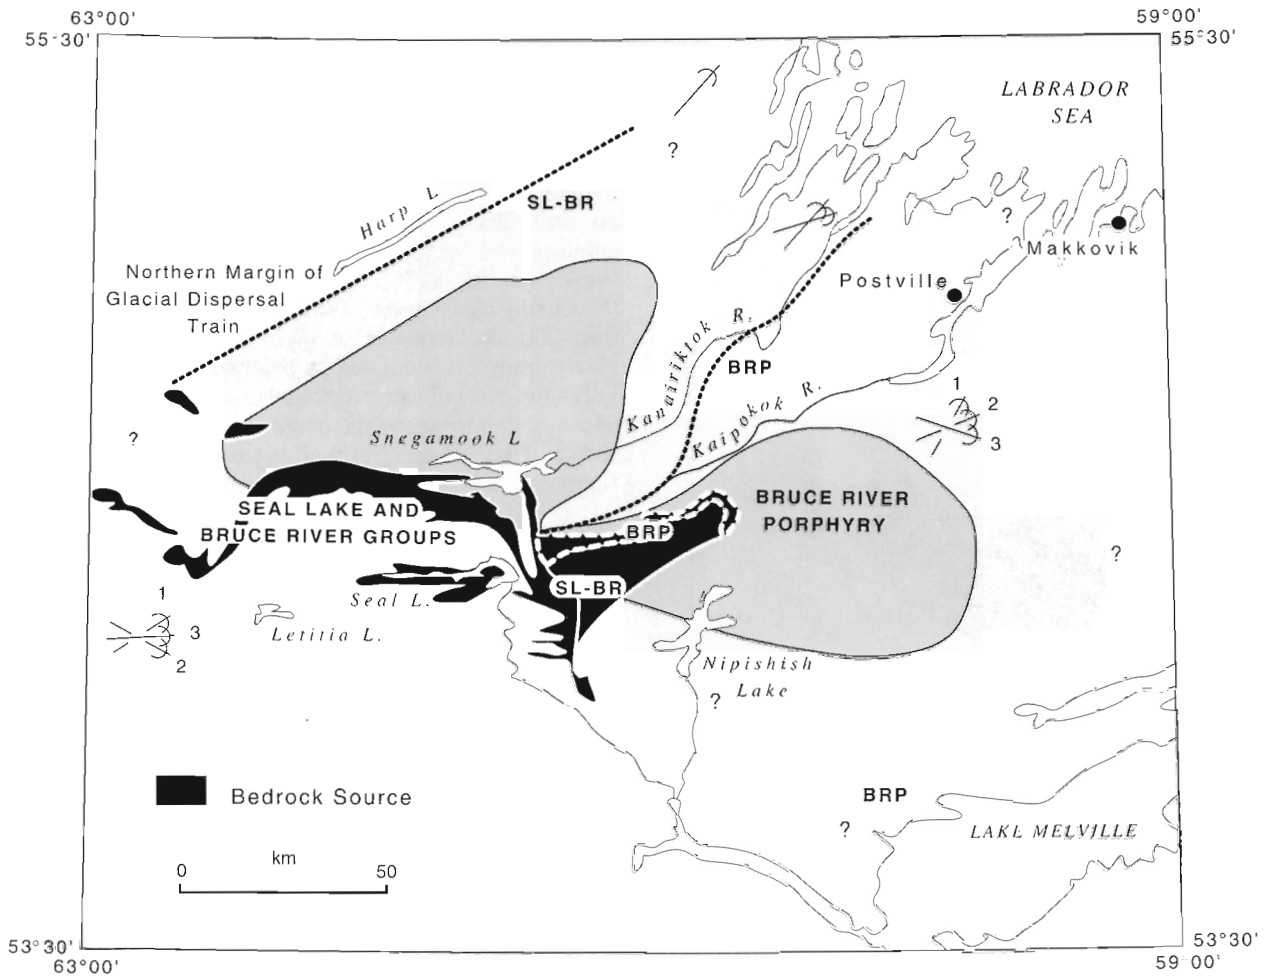 63°00'
59°00'
55°30'
55°30'
LABRADOR
SEA
?
Harp L
SL-BR
?
Makkovik
Northern Margin of
Glacial Dispersal
Train
Postville
Kanairiktok R.
BRP
Kaipokok R.
1
2
3
?
Snegamook L
BRUCE RIVER
PORPHYRY
SEAL LAKE AND
BRUCE RIVER GROUPS
BRP
?
SL-BR
Seal L.
1
3
2
Letitia L.
Nipishish
Lake
?
Bedrock Source
BRP
?
LAKE MELVILLE
km
0
50
53°30'
53°30'
63°00'
59°00'